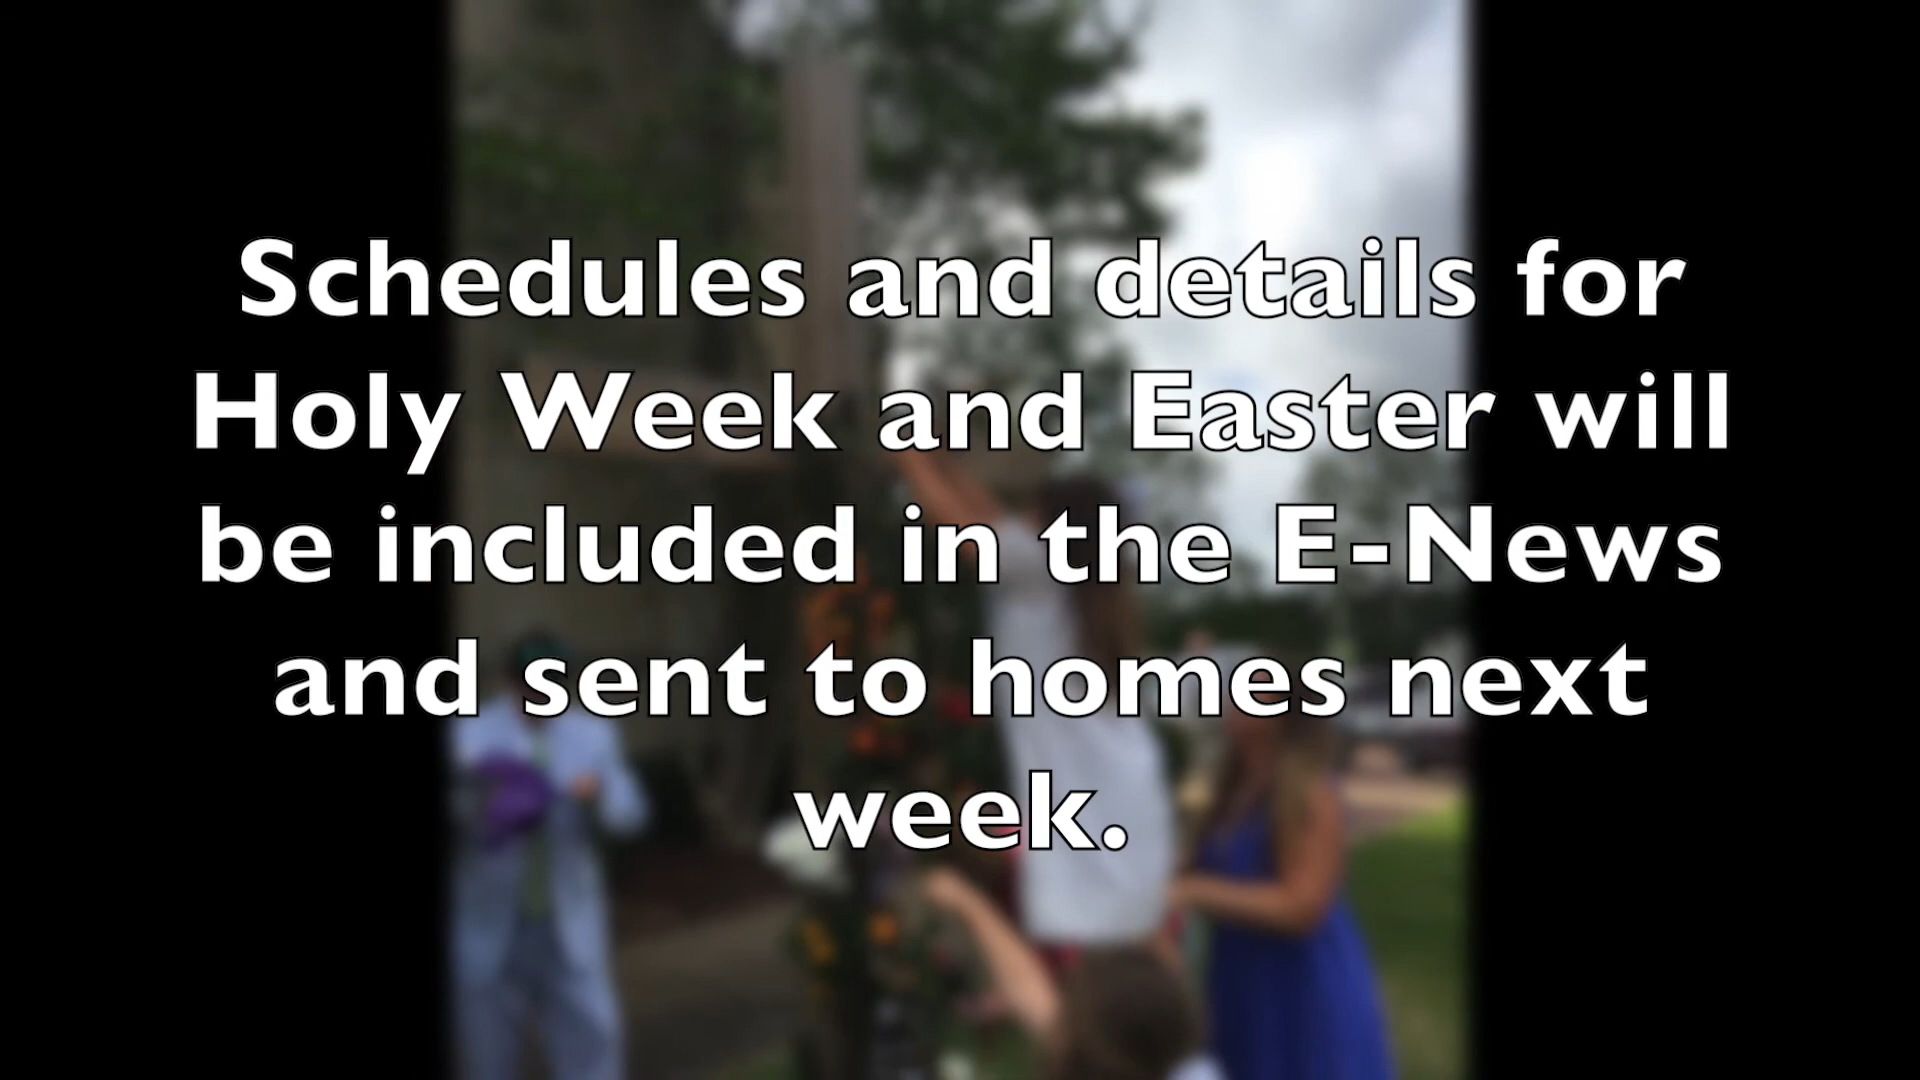 Schedules and details for
Holy Week and Easter will
be included in the E-News
and sent to homes next
week.